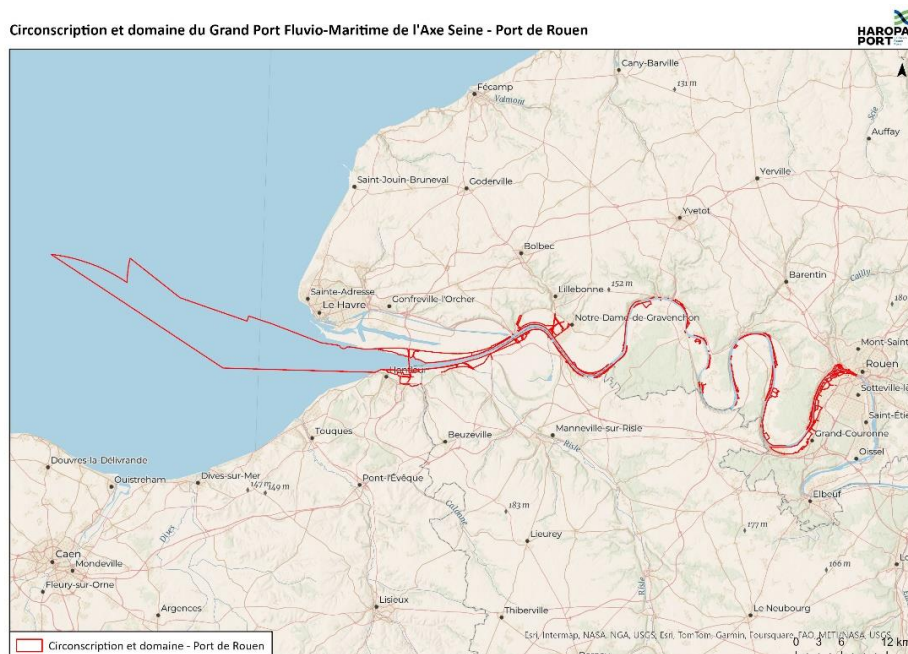 Circonscription et domaine du Grand Port Fluvio-Maritime de l'Axe Seine - Port de Rouen
HAROPA
PORT
Cany-Barville
131 m
Fécamp
Valmont
Scie
Auffay
Saint-Jouin-Bruneval
Goderville
Yerville
Yvetot
Bolbec
Barentin
Cailly
Lillebonne
152 m
Sainte-Adresse
Gonfreville-l'Orcher
180
Le Havre
Notre-Dame-de-Gravenchon
Mont-Saint
Rouen
Honfleur
Sotteville-lè
Saint-Étie
Touques
Beuzeville
Manneville-sur-Risle
Grand-Couronne
Risle
Oissel
Douvres-la-Délivrande
Ouistreham
Dives-sur-Mer
147 m
149 m
Pont-l'Évêque
Elbeuf
Calonne
183 m
Dives
177 m
Lieurey
Caen
Mondeville
166 m
Fleury-sur-Orne
Risle
Lisieux
Argences
Thiberville
Le Neubourg
Esri, Intermap, NASA, NGA, USGS, Esri, TomTom, Garmin, Foursquare, FAO, METI/NASA, USGS
Circonscription et domaine - Port de Rouen
0 3 6 12 km